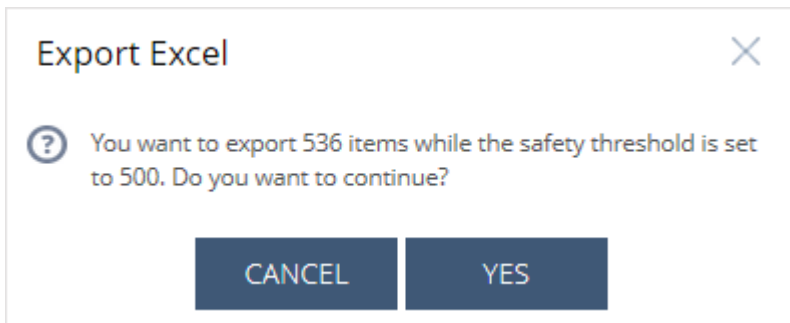 Export Excel
You want to export 536 items while the safety threshold is set
to 500. Do you want to continue?
CANCEL
YES